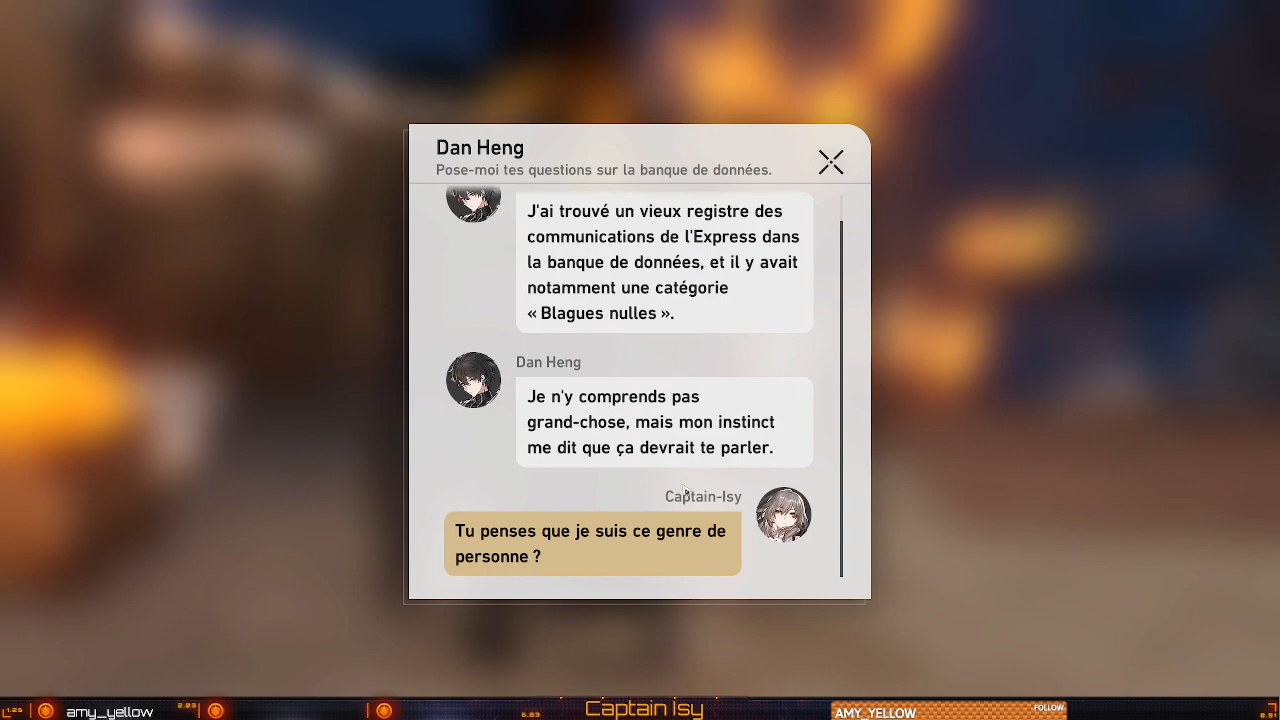 Dan Heng
Pose-moi tes questions sur la banque de données.
J'ai trouvé un vieux registre des
communications de l'Express dans
la banque de données, et il y avait
notamment une catégorie
« Blagues nulles ».
Dan Heng
Je n'y comprends pas
grand-chose, mais mon instinct
me dit que ça devrait te parler.
Captain-Isy
Tu penses que je suis ce genre de
personne ?
amy_yellow
Captain Isy
AMY_YELLOW
FOLLOW